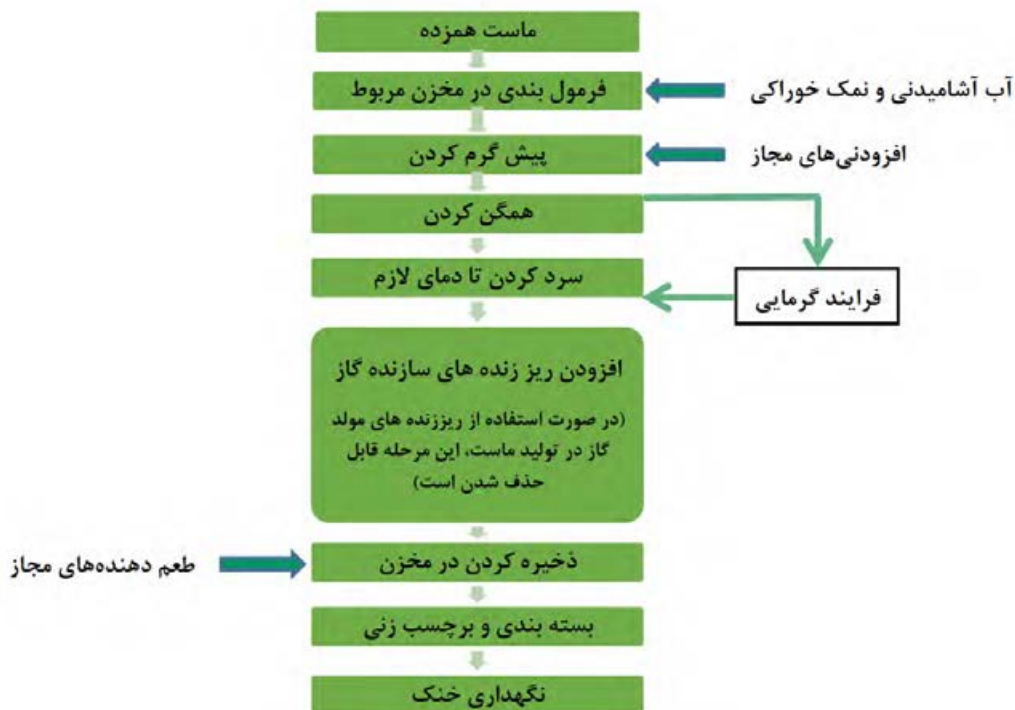 ماست همزده
فرمول بندی در مخزن مربوط
آب آشامیدنی و نمک خوراکی
پیش گرم کردن
افزودنی‌های مجاز
همگن کردن
سرد کردن تا دمای لازم
فرایند گرمایی
افزودن ریز زنده های سازنده گاز
(در صورت استفاده از ریززنده های مولد
گاز در تولید ماست، این مرحله قابل
حذف شدن است)
ذخیره کردن در مخزن
طعم دهنده‌های مجاز
بسته بندی و برچسب زنی
نگهداری خنک